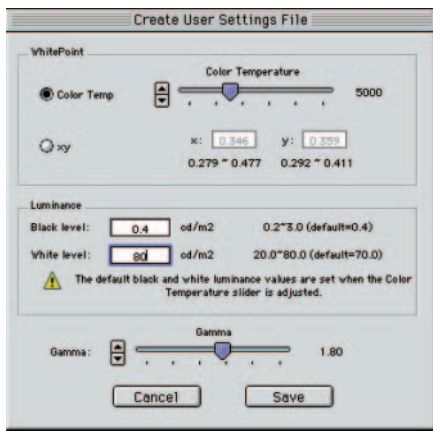 Create User Settings File
WhitePoint
Color Temperature
Color Temp
5000
xy
x: 0.346 y: 0.359
0.279 ~ 0.477 0.292 ~ 0.411
Luminance
Black level: 0.4 cd/m2 0.2~3.0 (default=0.4)
White level: 80 cd/m2 20.0~80.0 (default=70.0)
The default black and white luminance values are set when the Color
Temperature slider is adjusted.
Gamma
Gamma: 1.80
Cancel Save